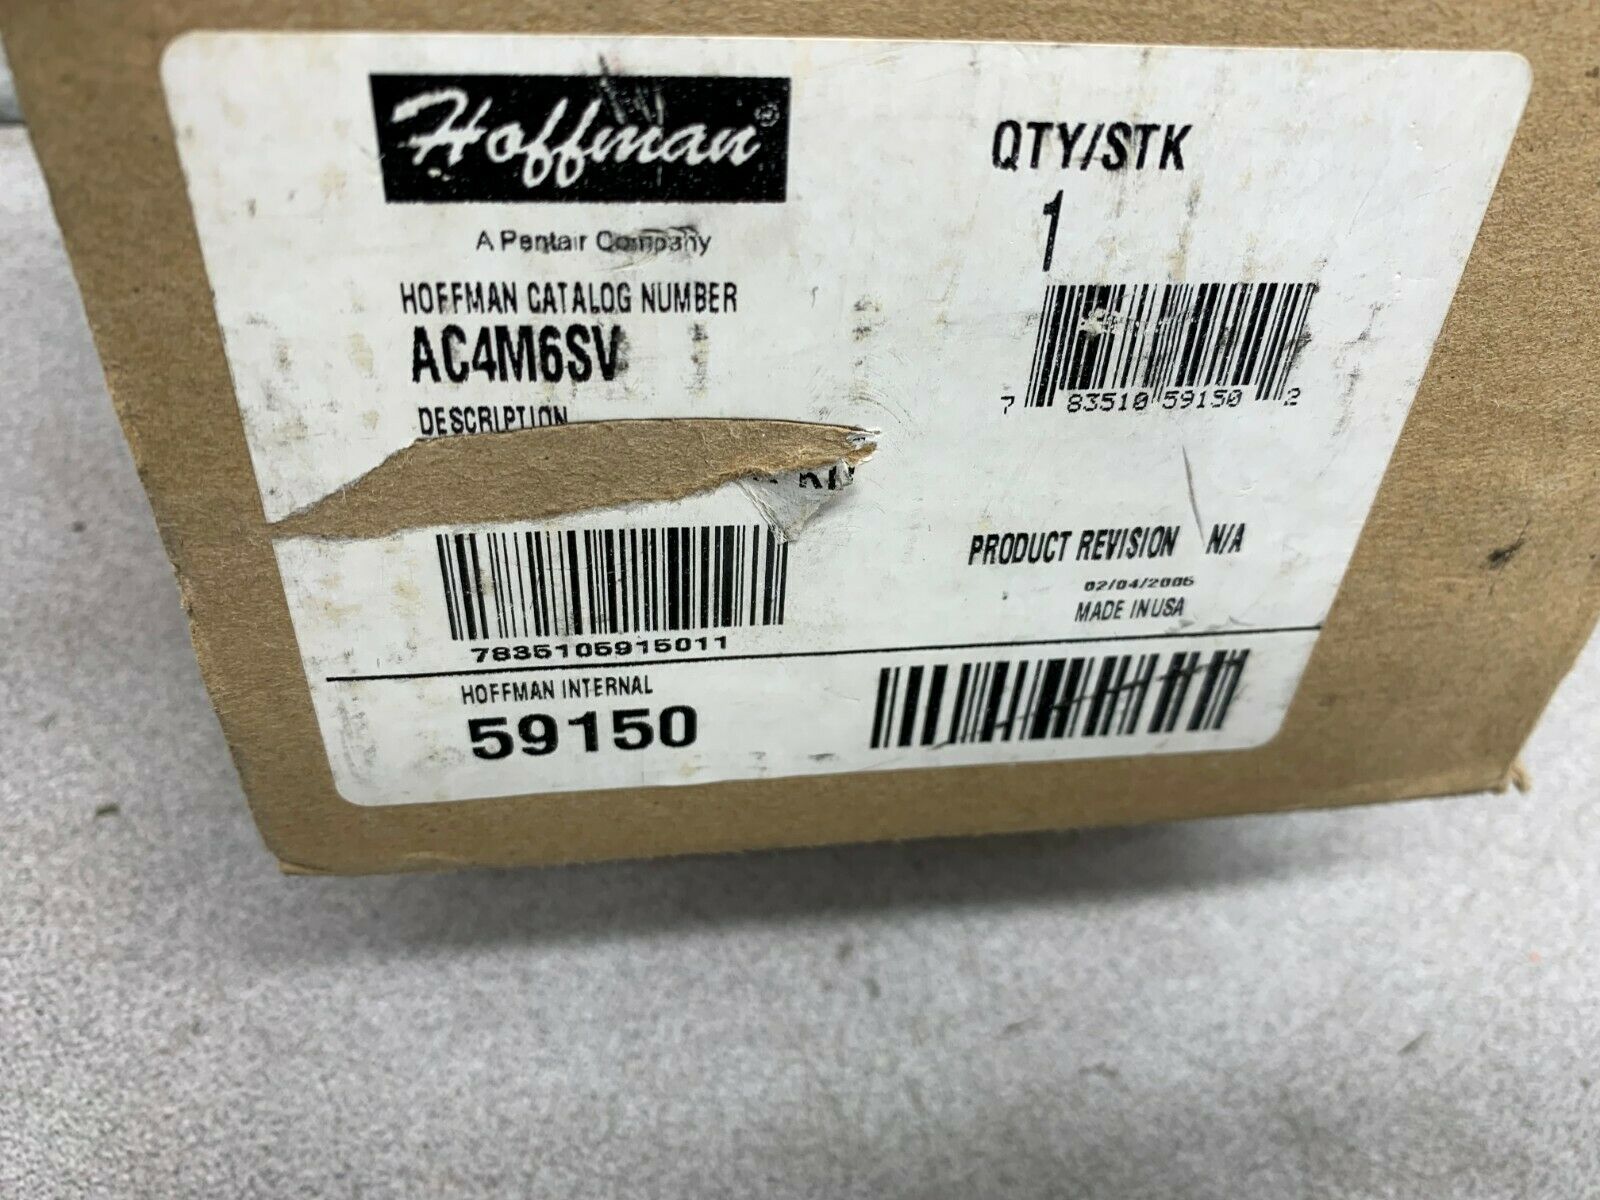 Hoffman®
A Pentair Company
HOFFMAN CATALOG NUMBER
AC4M6SV
DESCRIPTION
QTY/STK
1
7 83510 59150 2
7835105915011
PRODUCT REVISION N/A
02/04/2006
MADE IN USA
HOFFMAN INTERNAL
59150